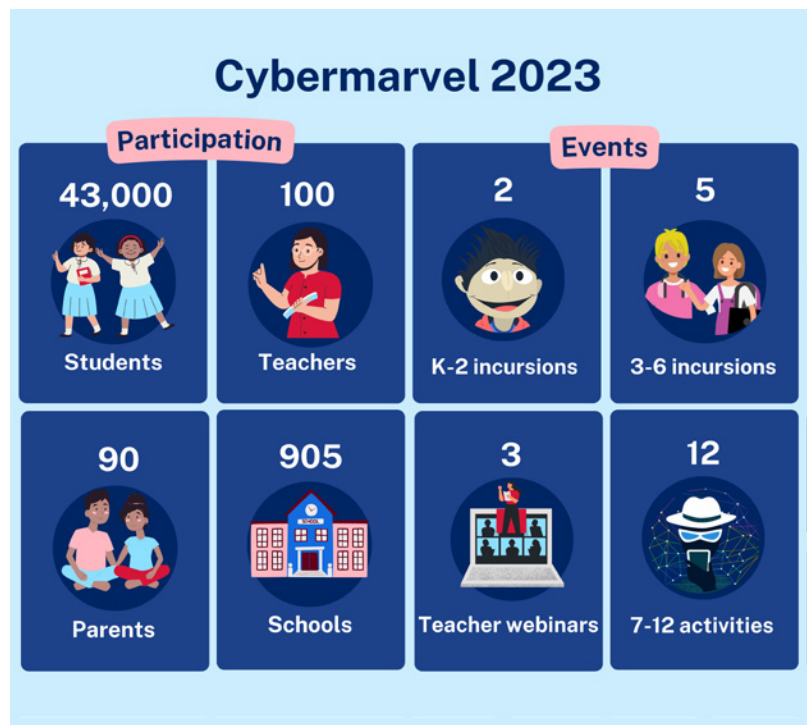 Cybermarvel 2023
Participation
Events
43,000
100
2
5
Students
Teachers
K-2 incursions
3-6 incursions
90
905
3
12
SCHOOL
Parents
Schools
Teacher webinars
7-12 activities